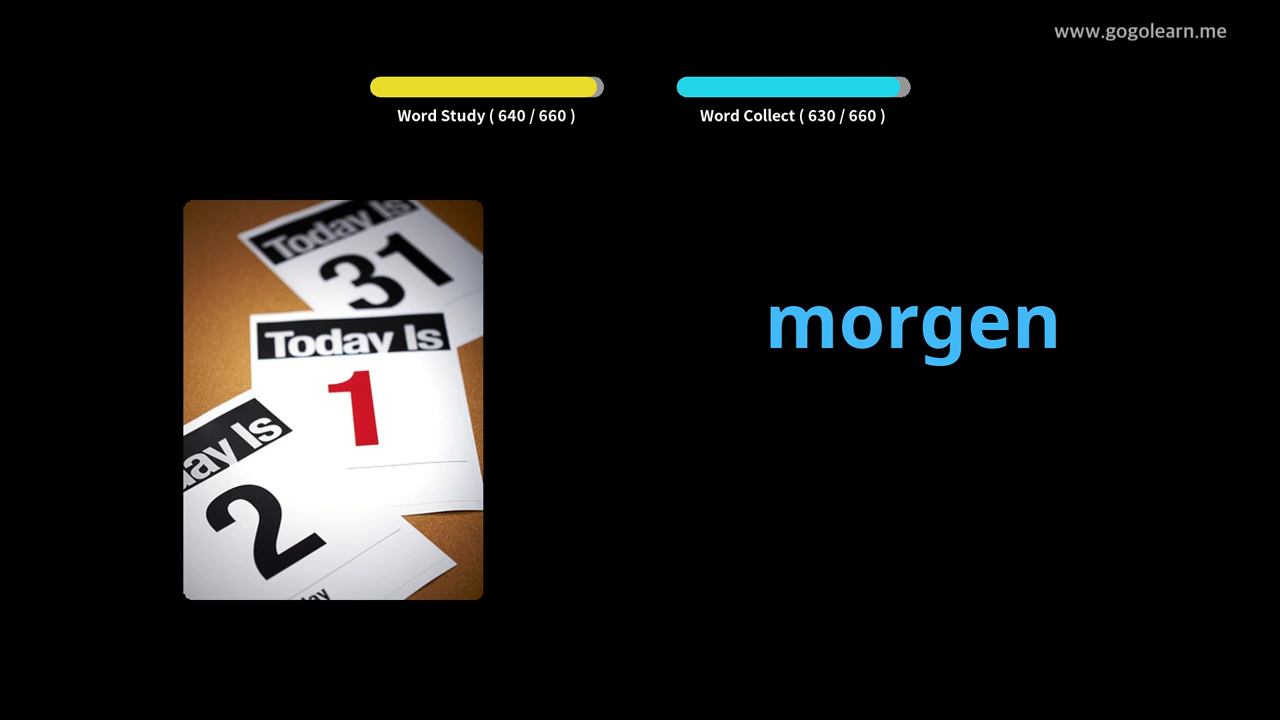 www.gogolearn.me
Word Study ( 640 / 660 )
Word Collect ( 630 / 660 )
Today Is
31
Today Is
1
ay Is
2
ay
morgen